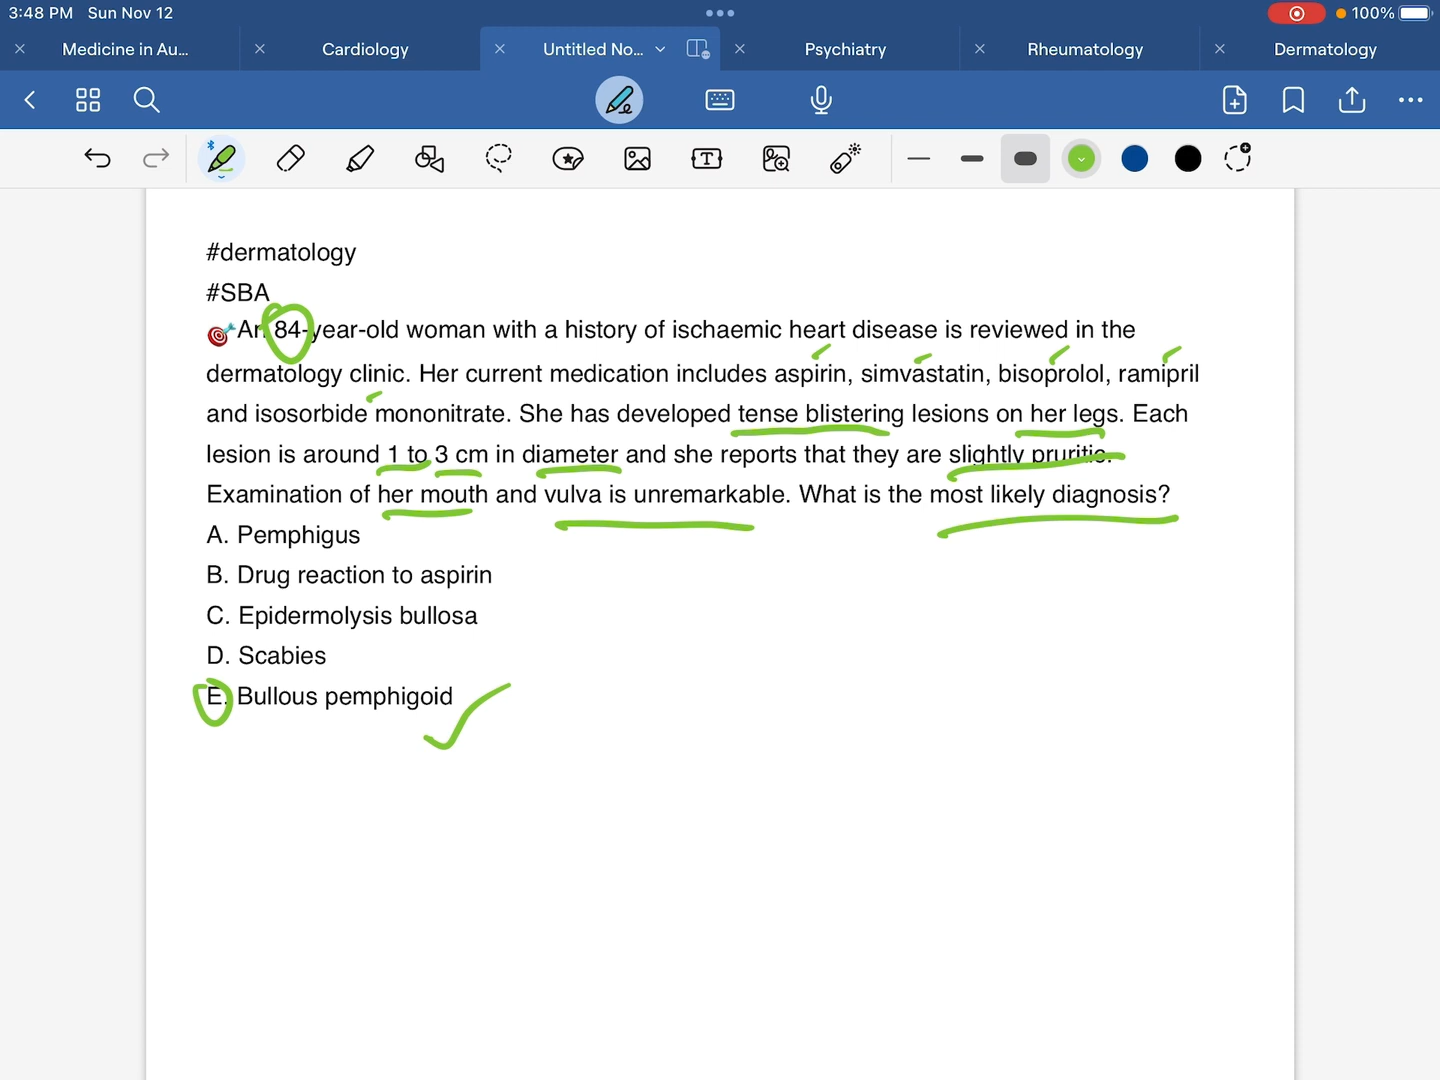 3:48 PM Sun Nov 12
100%
Medicine in Au...
Cardiology
Untitled No...
Psychiatry
Rheumatology
Dermatology
#dermatology
#SBA
An 84-year-old woman with a history of ischaemic heart disease is reviewed in the
dermatology clinic. Her current medication includes aspirin, simvastatin, bisoprolol, ramipril
and isosorbide mononitrate. She has developed tense blistering lesions on her legs. Each
lesion is around 1 to 3 cm in diameter and she reports that they are slightly pruritic.
Examination of her mouth and vulva is unremarkable. What is the most likely diagnosis?
A. Pemphigus
B. Drug reaction to aspirin
C. Epidermolysis bullosa
D. Scabies
E. Bullous pemphigoid